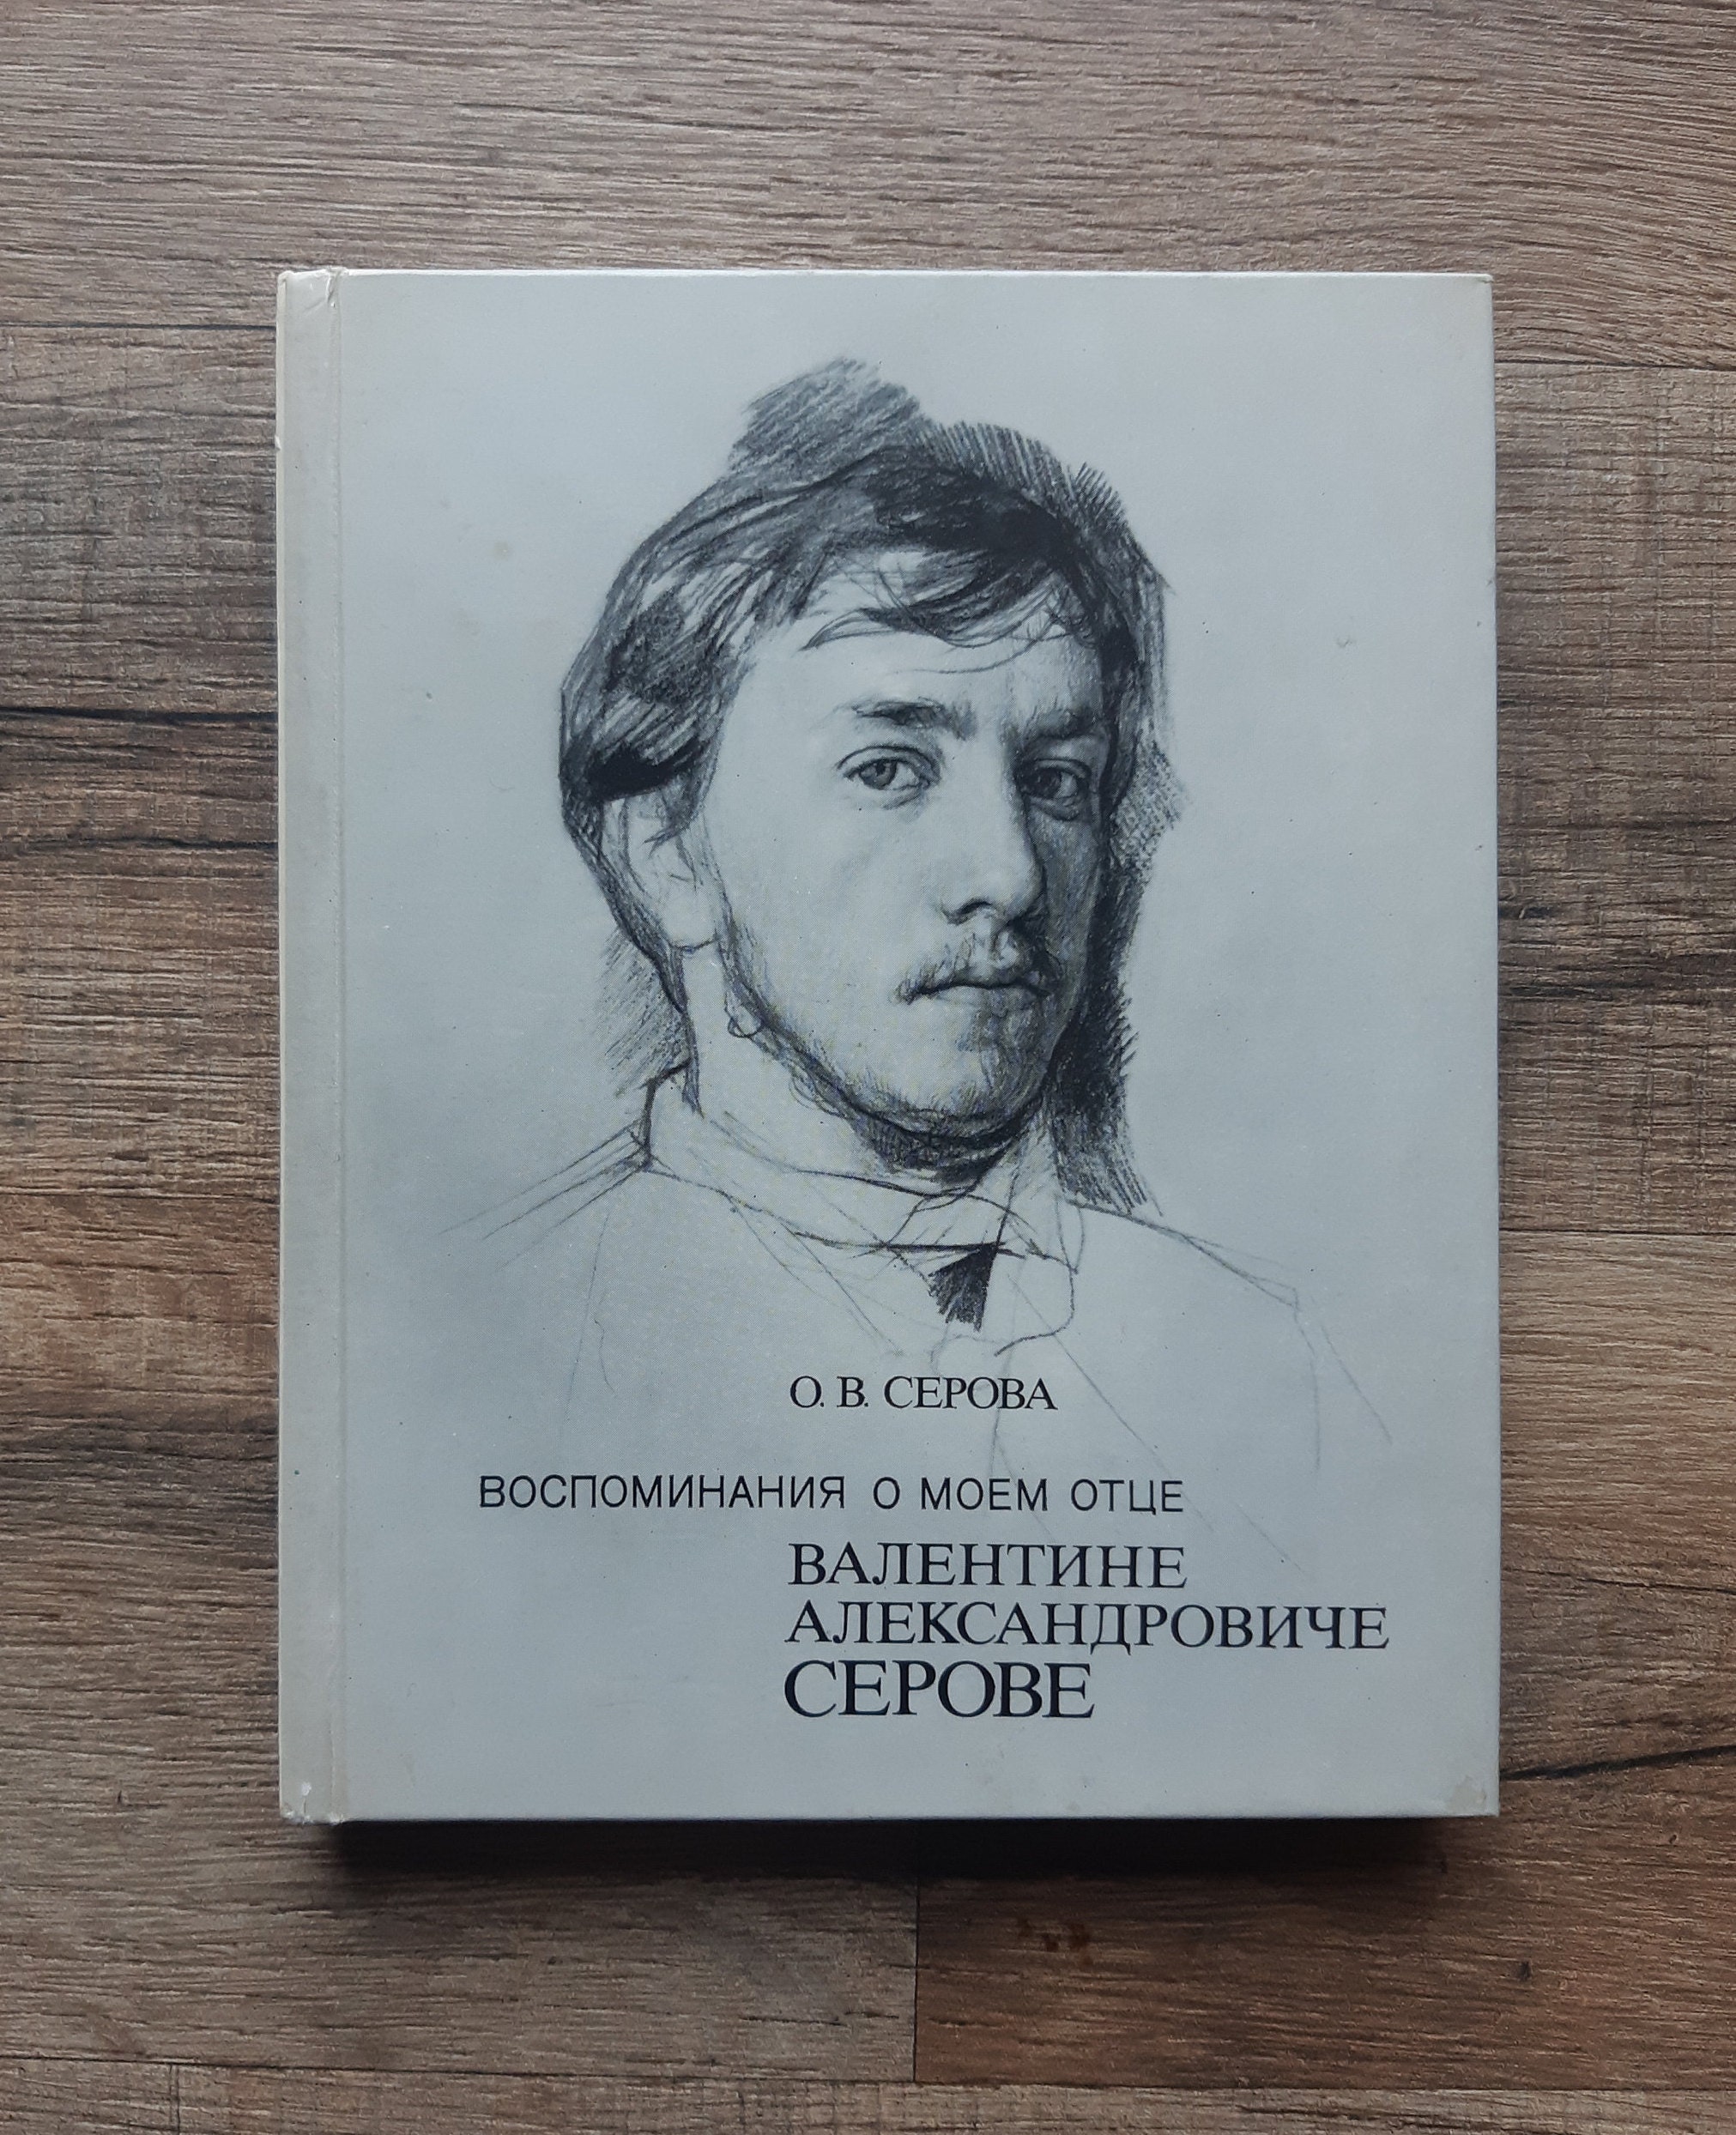 О. В. СЕРОВА
ВОСПОМИНАНИЯ О МОЕМ ОТЦЕ
ВАЛЕНТИНЕ
АЛЕКСАНДРОВИЧЕ
СЕРОВЕ